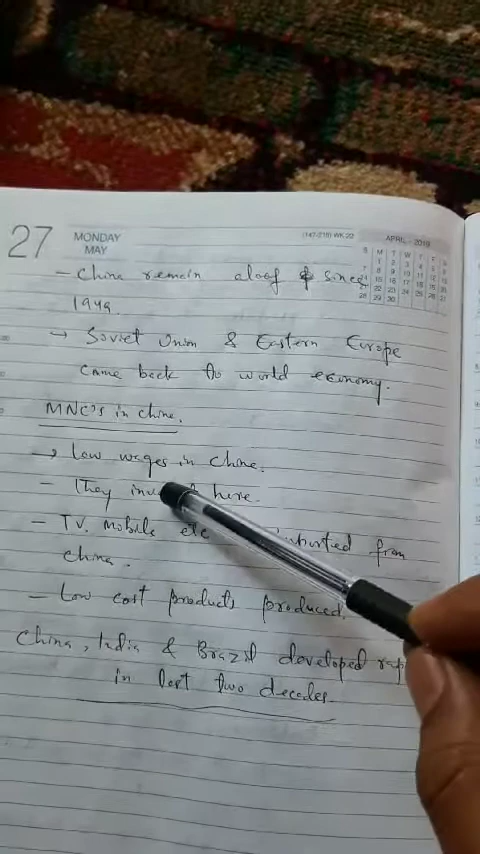 27 MONDAY MAY (147-218) WK 22 APRIL - 2019
- China remain aloof since
1949.
→ Soviet Union & Eastern Europe
came back to world economy.
MNC's in China.
→ Low wages in China.
- They here.
- T.V. Mobils etc from
China.
- Low cost products produced.
China, India & Brazil developed
in last two decades.